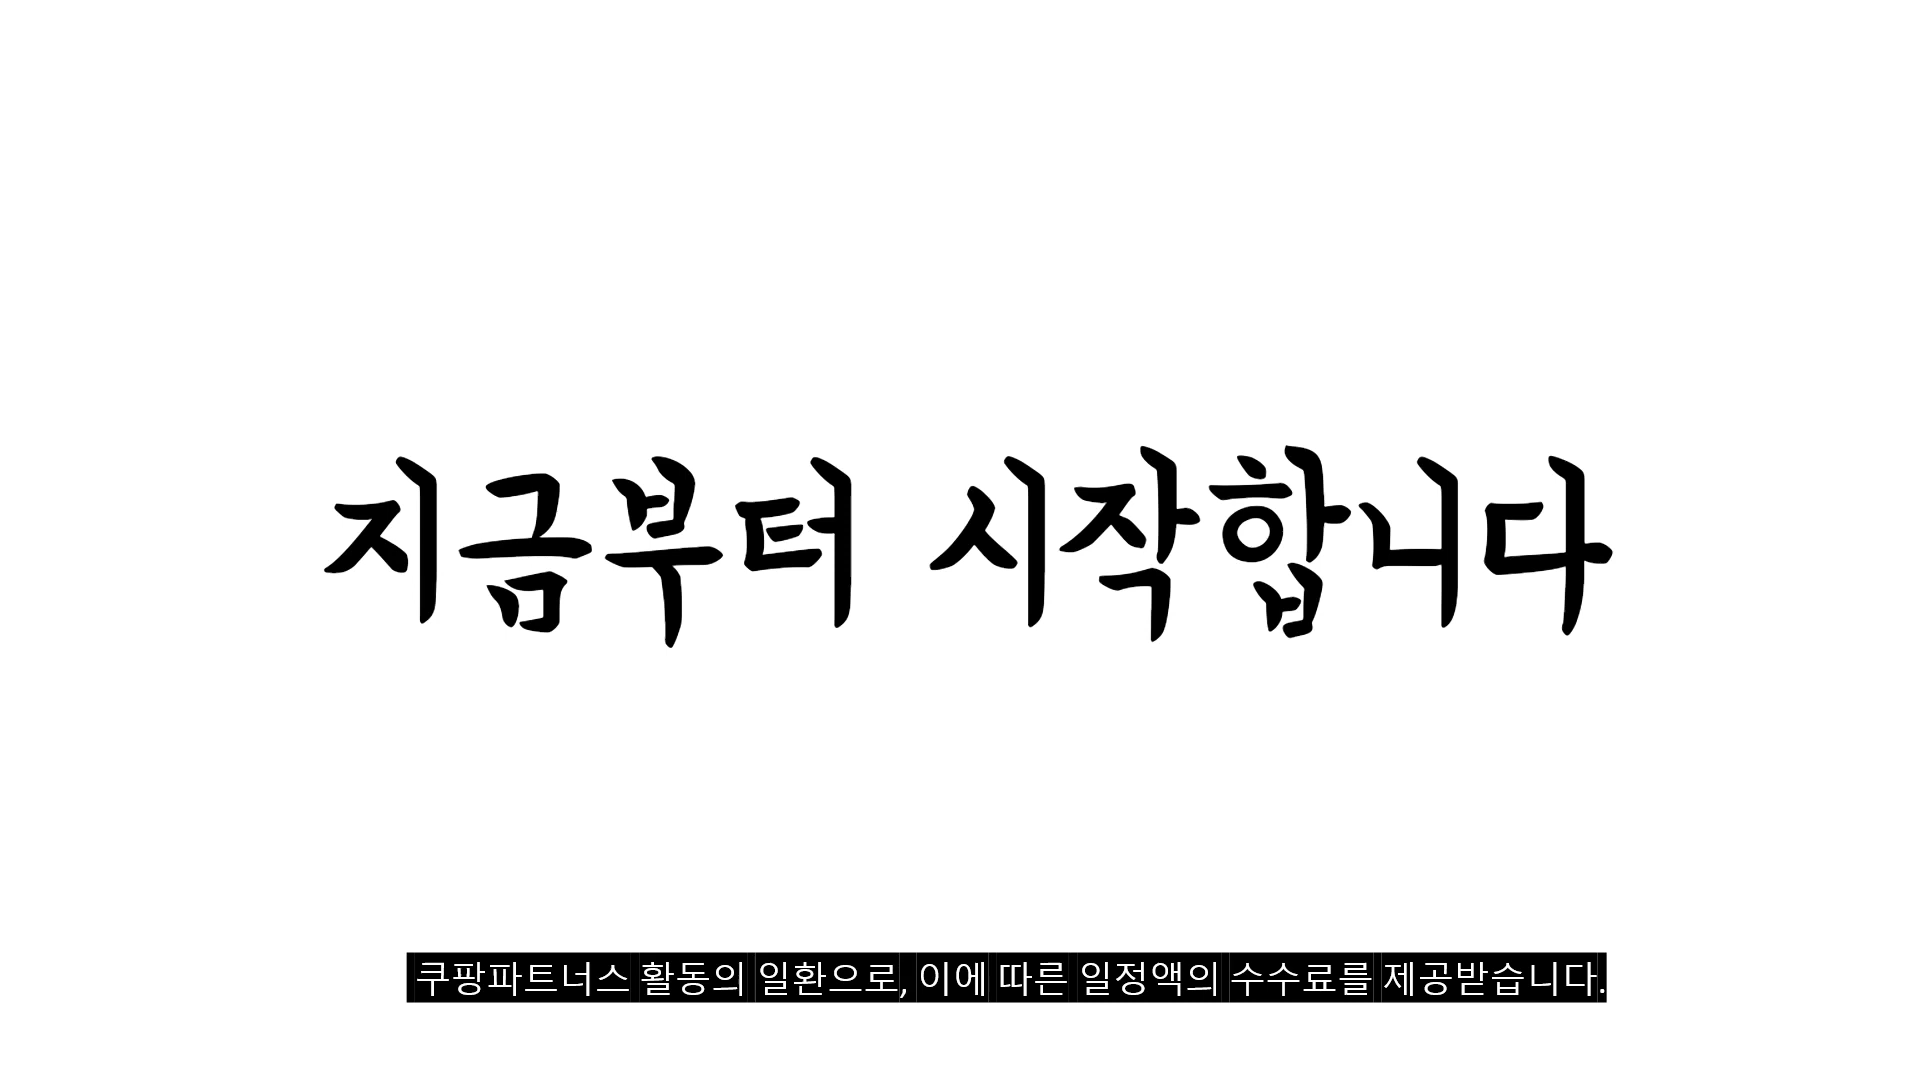 지금부터 시작합니다
쿠팡파트너스 활동의 일환으로, 이에 따른 일정액의 수수료를 제공받습니다.